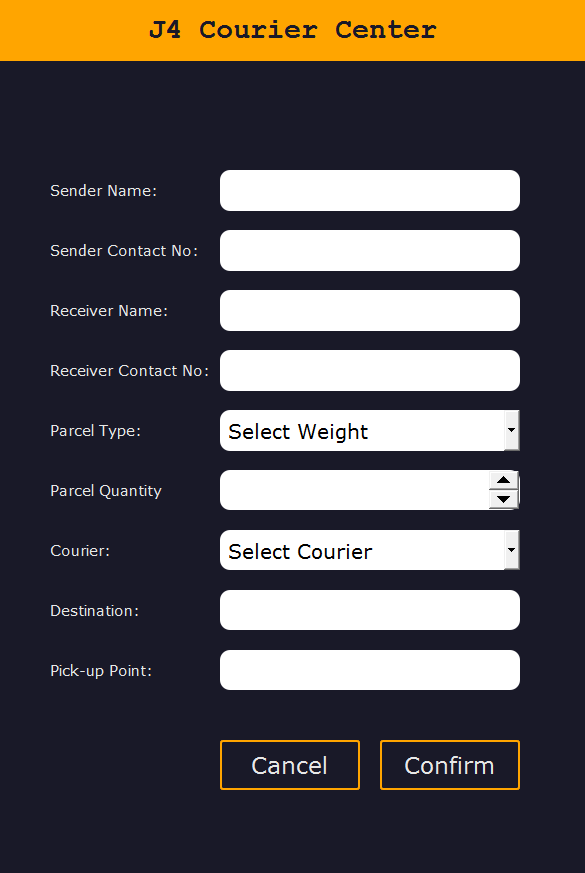 J4 Courier Center
Sender Name:
Sender Contact No:
Receiver Name:
Receiver Contact No:
Parcel Type: Select Weight
Parcel Quantity
Courier: Select Courier
Destination:
Pick-up Point:
Cancel Confirm